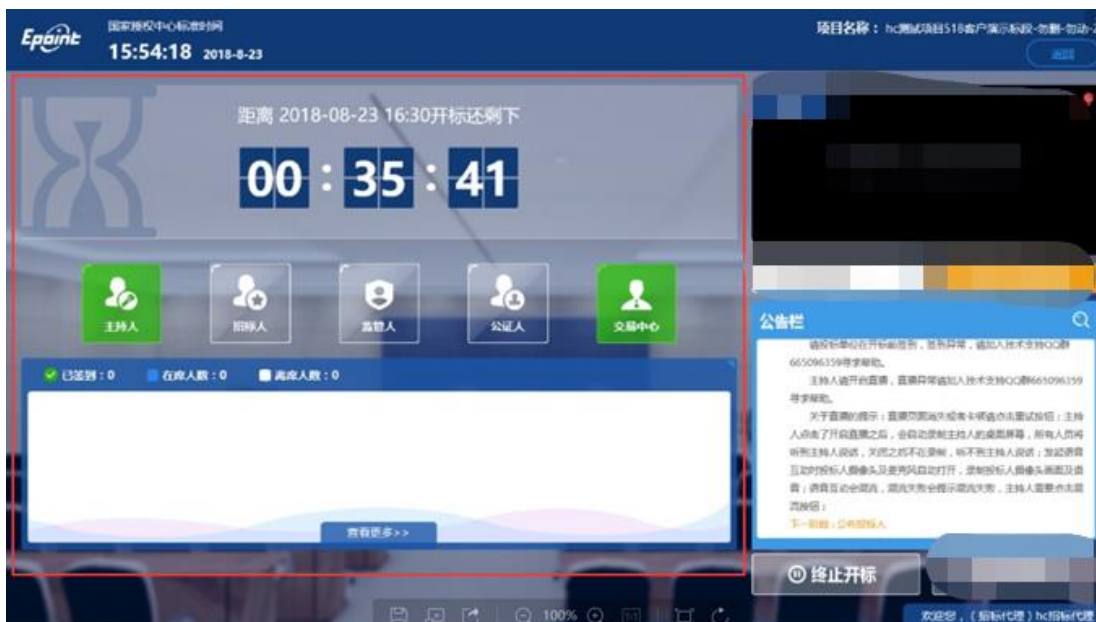 Epoint
国家授权中心标准时间
15:54:18 2018-8-23
项目名称：hc测试项目518客户演示标段-勿删-勿动-
返回
距离 2018-08-23 16:30开标还剩下
00 : 35 : 41
主持人
招标人
监管人
公证人
交易中心
已签到：0 在席人数：0 离席人数：0
查看更多>>
公告栏
请投标单位在开标前签到，签到异常，请加入技术支持QQ群
665096359寻求帮助。
主持人请开启直播，直播异常请加入技术支持QQ群665096359
寻求帮助。
关于直播的提示：直播页面消失或者卡顿请点击重试按钮；主持
人点击了开启直播之后，会自动录制主持人的桌面屏幕，所有人员将
听到主持人说话，关闭之后不在录制，听不到主持人说话；发起语音
互动时投标人摄像头及麦克风自动打开，录制投标人摄像头画面及语
音；语音互动会混流，混流失败会提示混流失败，主持人需要点击混
流按钮；
下一阶段：公布投标人
终止开标
100%
1:1
欢迎您，（招标代理）hc招标代理